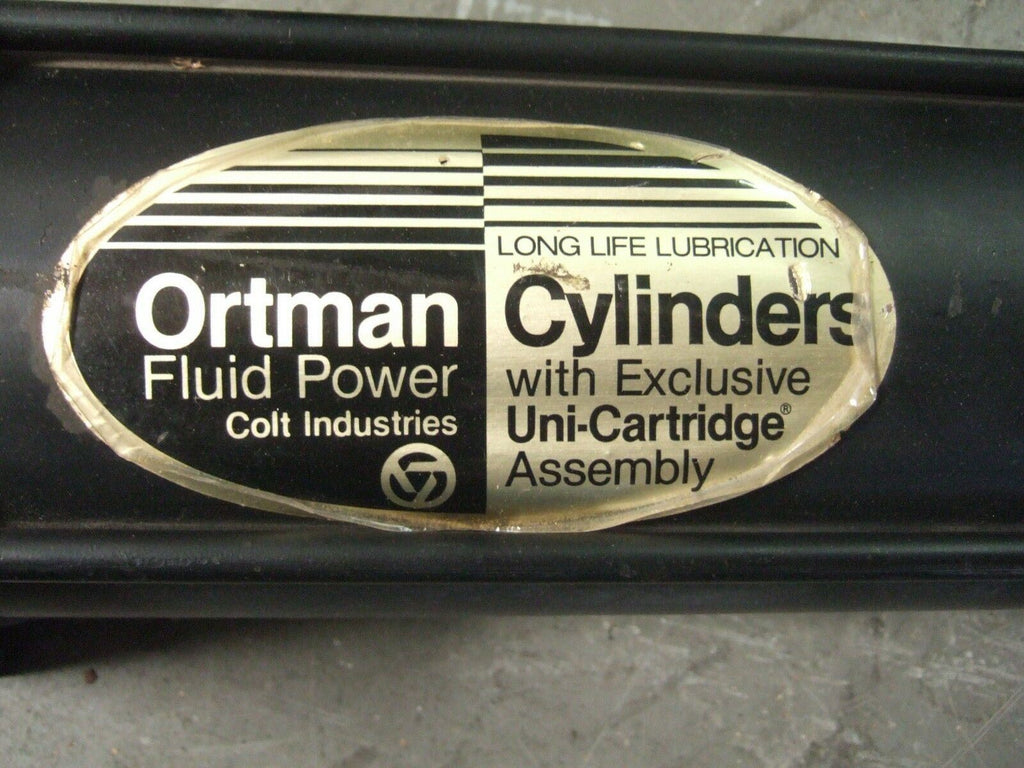 Ortman
Fluid Power
Colt Industries
LONG LIFE LUBRICATION
Cylinders
with Exclusive
Uni-Cartridge®
Assembly